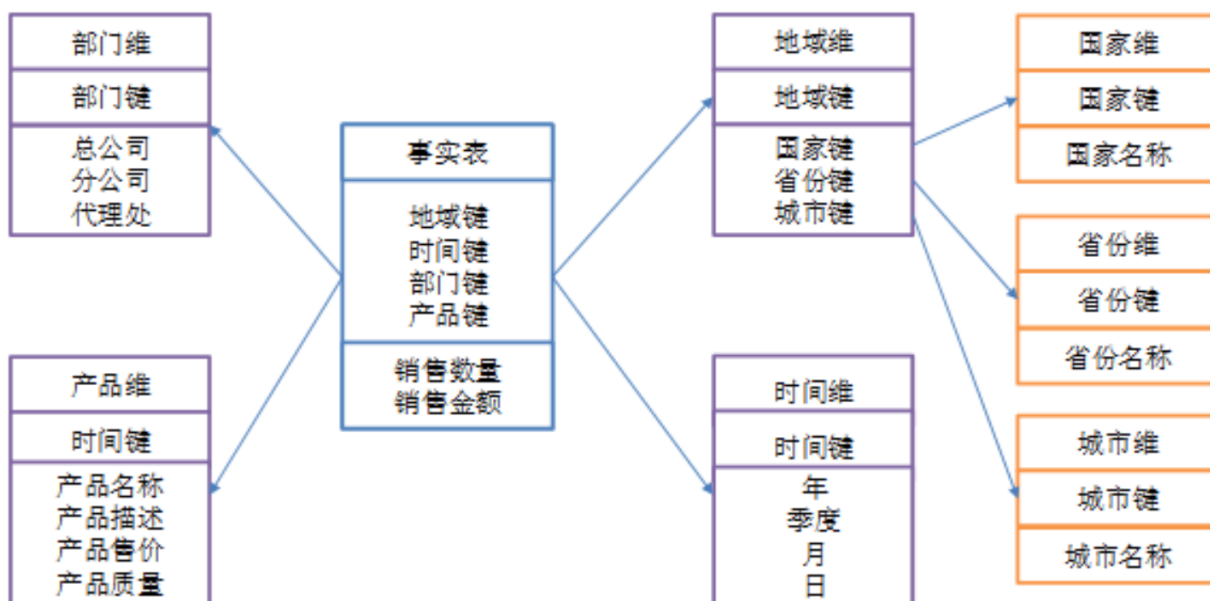 部门维
部门键
总公司
分公司
代理处
产品维
时间键
产品名称
产品描述
产品售价
产品质量
事实表
地域键
时间键
部门键
产品键
销售数量
销售金额
地域维
地域键
国家键
省份键
城市键
时间维
时间键
年
季度
月
日
国家维
国家键
国家名称
省份维
省份键
省份名称
城市维
城市键
城市名称